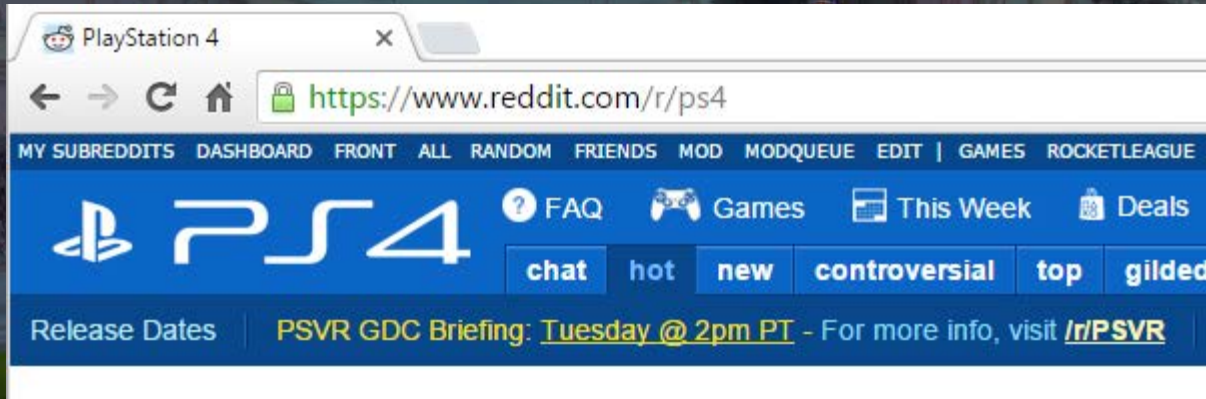 PlayStation 4
https://www.reddit.com/r/ps4
MY SUBREDDITS DASHBOARD FRONT ALL RANDOM FRIENDS MOD MODQUEUE EDIT | GAMES ROCKETLEAGUE
PS4 FAQ Games This Week Deals
chat hot new controversial top gilded
Release Dates PSVR GDC Briefing: Tuesday @ 2pm PT - For more info, visit /r/PSVR